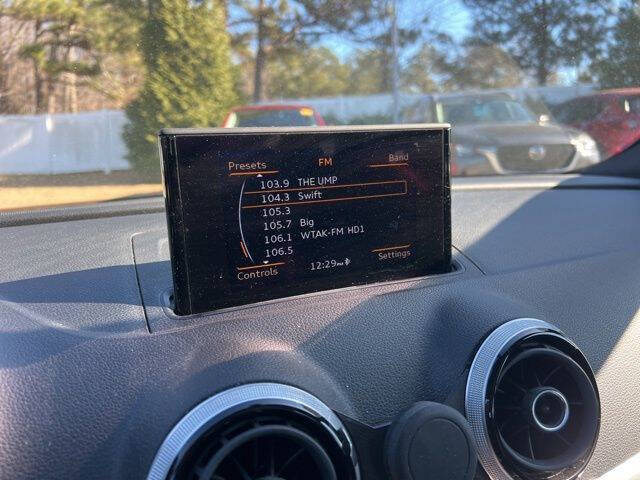 Presets FM Band
103.9 THE UMP
104.3 Swift
105.3
105.7 Big
106.1 WTAK-FM HD1
106.5
Controls 12:29PM Settings